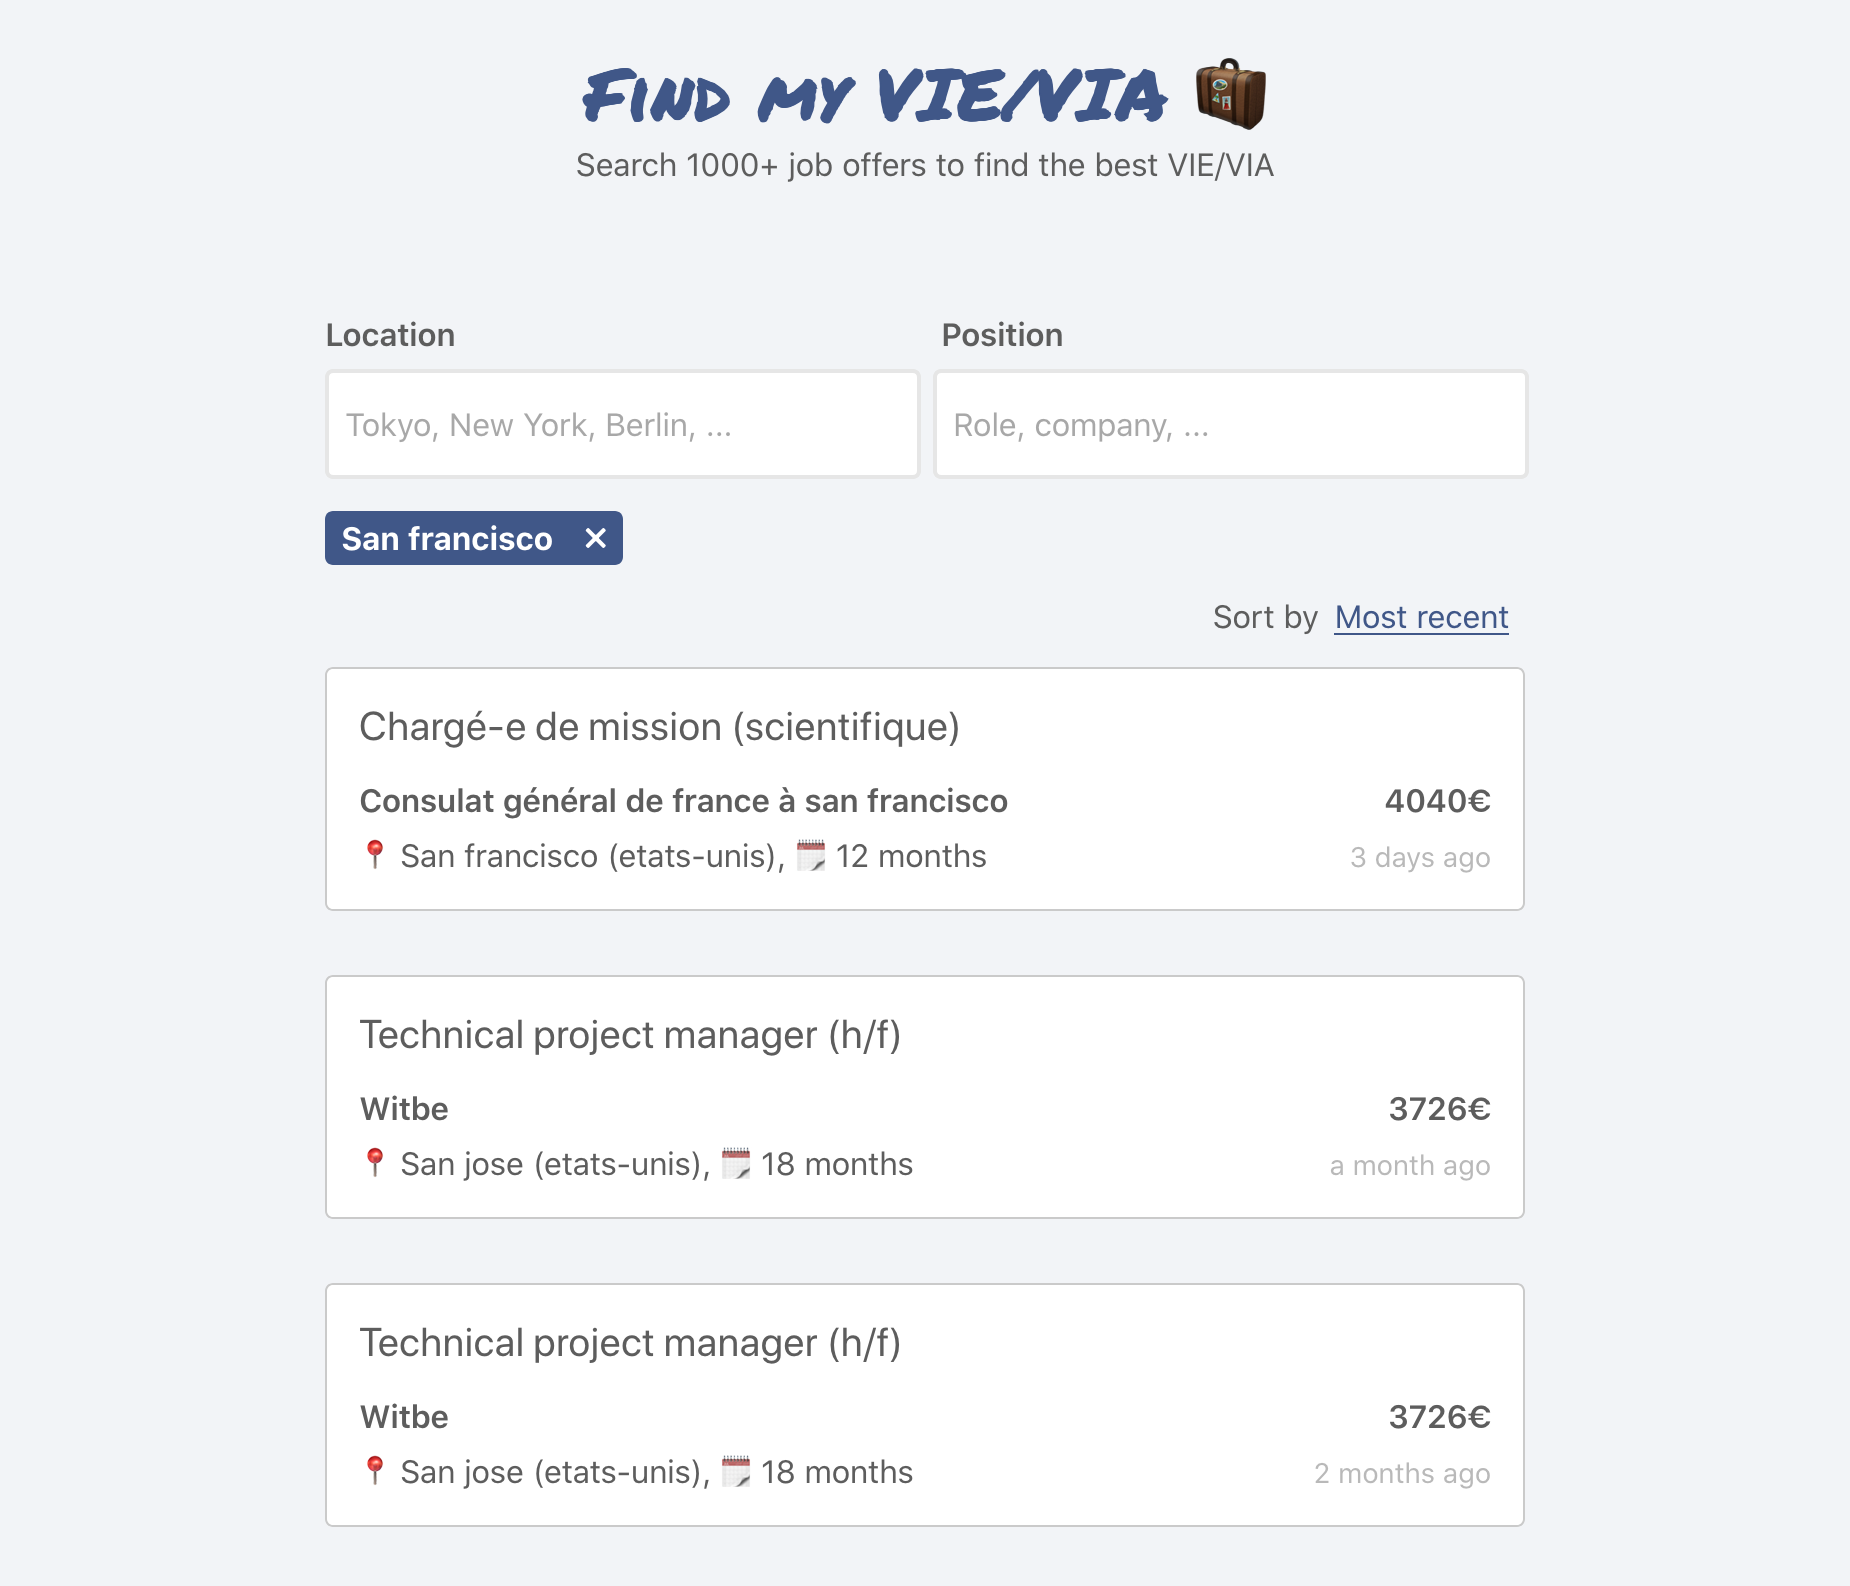 Find my VIE/VIA
Search 1000+ job offers to find the best VIE/VIA
Location Position
Tokyo, New York, Berlin, ... Role, company, ...
San francisco ×
Sort by Most recent
Chargé-e de mission (scientifique)
Consulat général de france à san francisco 4040€
San francisco (etats-unis), 12 months 3 days ago
Technical project manager (h/f)
Witbe 3726€
San jose (etats-unis), 18 months a month ago
Technical project manager (h/f)
Witbe 3726€
San jose (etats-unis), 18 months 2 months ago